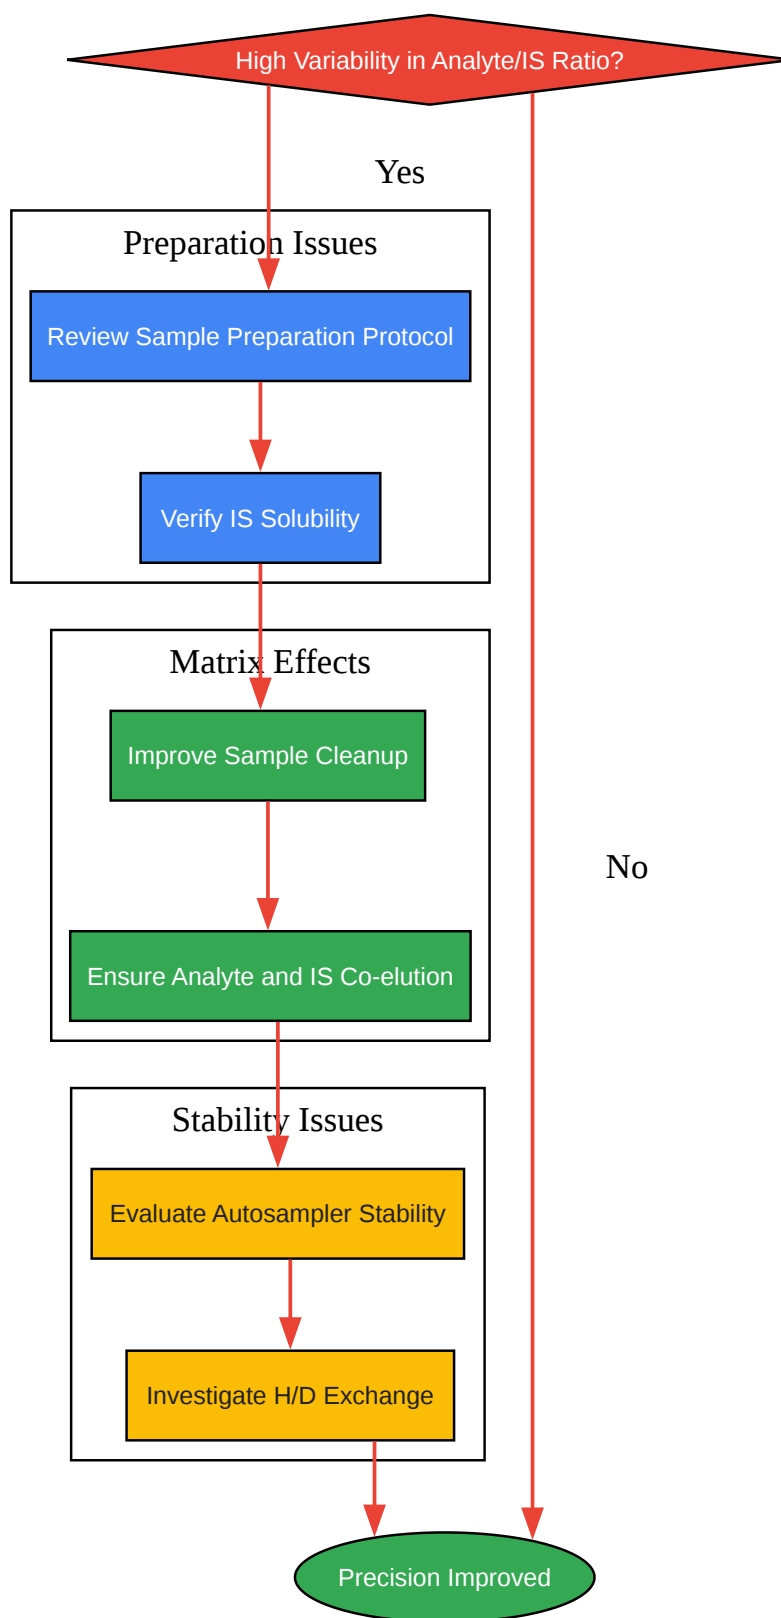 High Variability in Analyte/IS Ratio?
Yes
Preparation Issues
Review Sample Preparation Protocol
Verify IS Solubility
Matrix Effects
Improve Sample Cleanup
No
Ensure Analyte and IS Co-elution
Stability Issues
Evaluate Autosampler Stability
Investigate H/D Exchange
Precision Improved